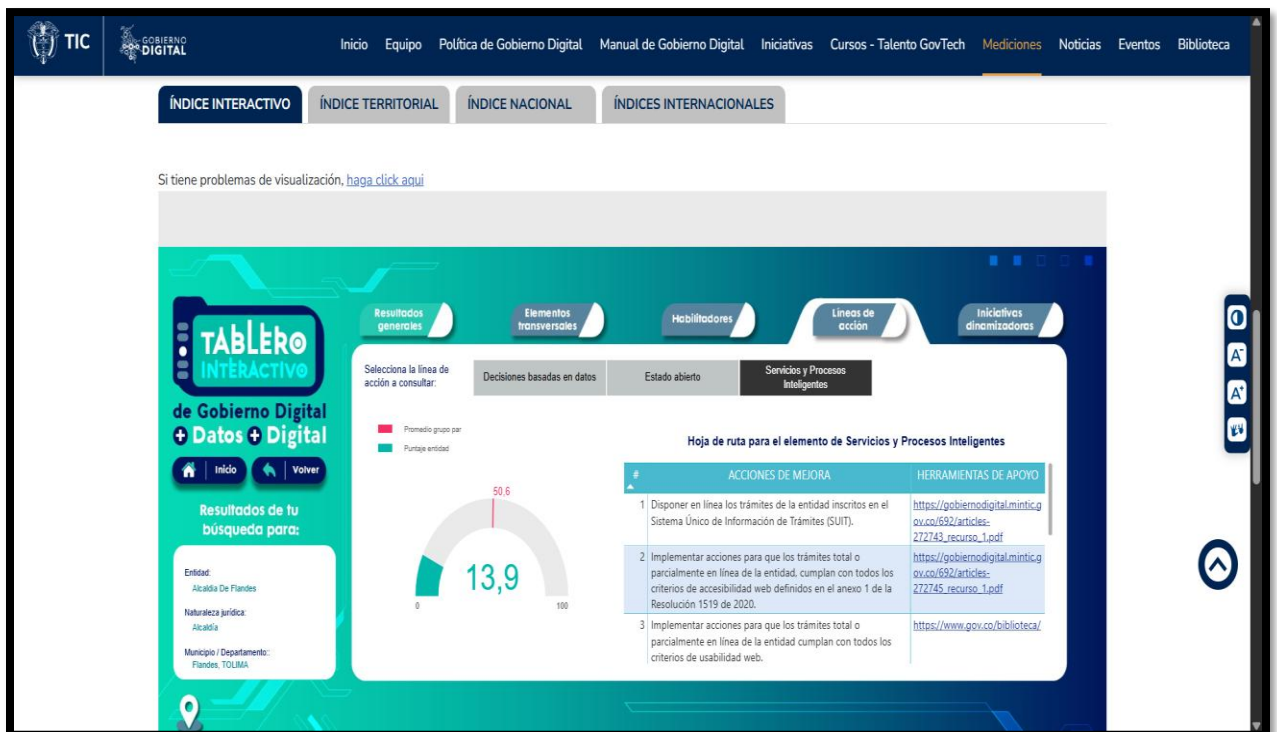 TIC
GOBIERNO
DIGITAL
Inicio Equipo Política de Gobierno Digital Manual de Gobierno Digital Iniciativas Cursos - Talento GovTech Mediciones Noticias Eventos Biblioteca
ÍNDICE INTERACTIVO ÍNDICE TERRITORIAL ÍNDICE NACIONAL ÍNDICES INTERNACIONALES
Si tiene problemas de visualización, haga click aqui
TABLERO
INTERACTIVO
de Gobierno Digital
+ Datos + Digital
Inicio Volver
Resultados de tu
búsqueda para:
Entidad:
Alcaldia De Flandes
Naturaleza jurídica:
Alcaldía
Municipio / Departamento::
Flandes, TOLIMA
Resultados
generales
Elementos
transversales
Habilitadores
Líneas de
acción
Iniciativas
dinamizadoras
Selecciona la línea de
acción a consultar:
Decisiones basadas en datos
Estado abierto
Servicios y Procesos
Inteligentes
Promedio grupo par
Puntaje entidad
50,6
13,9
0 100
Hoja de ruta para el elemento de Servicios y Procesos Inteligentes
# ACCIONES DE MEJORA HERRAMIENTAS DE APOYO
1 Disponer en línea los trámites de la entidad inscritos en el
Sistema Único de Información de Trámites (SUIT).
https://gobiernodigital.mintic.g
ov.co/692/articles-
272743_recurso_1.pdf
2 Implementar acciones para que los trámites total o
parcialmente en línea de la entidad, cumplan con todos los
criterios de accesibilidad web definidos en el anexo 1 de la
Resolución 1519 de 2020.
https://gobiernodigital.mintic.g
ov.co/692/articles-
272745_recurso_1.pdf
3 Implementar acciones para que los trámites total o
parcialmente en línea de la entidad cumplan con todos los
criterios de usabilidad web.
https://www.gov.co/biblioteca/
A-
A+